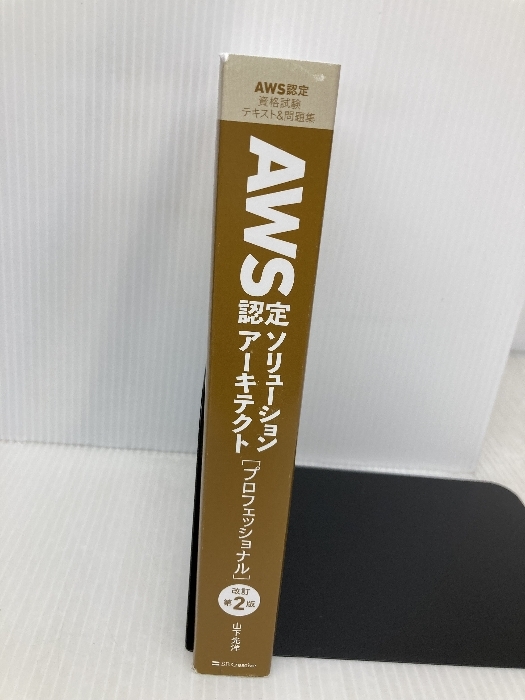 AWS認定
資格試験
テキスト&問題集
AWS
認定
ソリューション
アーキテクト
[プロフェッショナル]
改訂
第2版
山下光洋
SB Creative